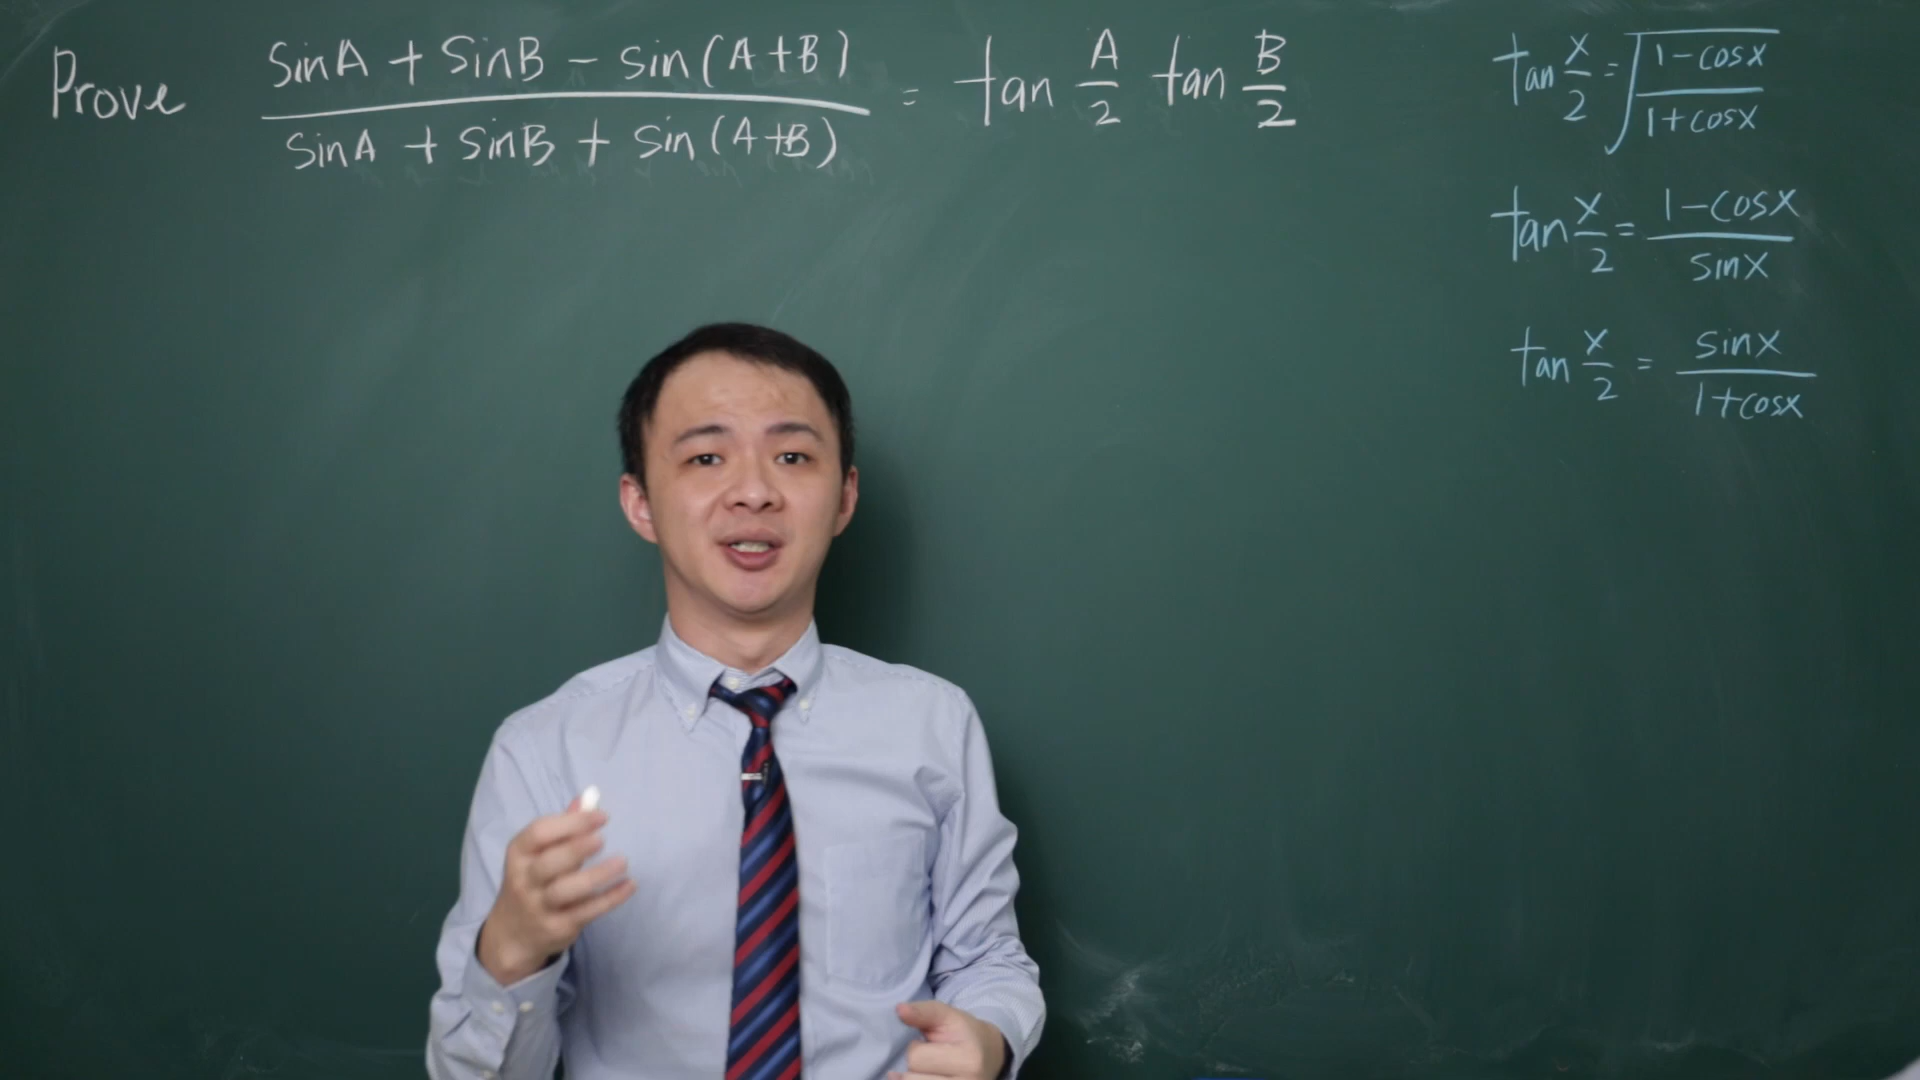 Prove (SinA + SinB − Sin(A+B))/(SinA + SinB + Sin(A+B)) = tan A/2 tan B/2
tan x/2 = √((1−cosx)/(1+cosx))
tan x/2 = (1−cosx)/(sinx)
tan x/2 = (sinx)/(1+cosx)